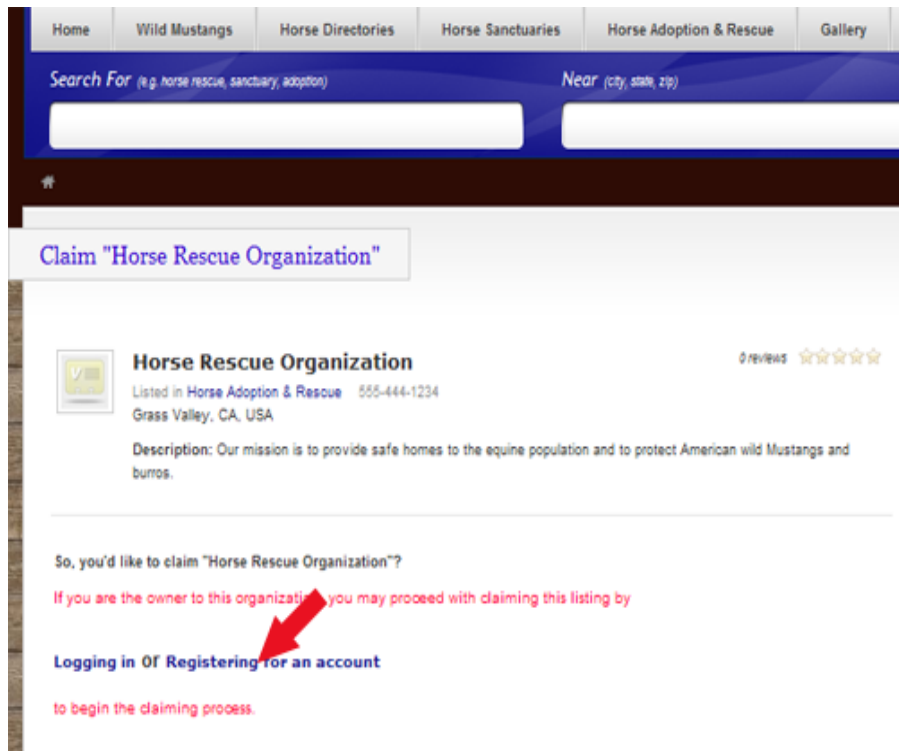 Home Wild Mustangs Horse Directories Horse Sanctuaries Horse Adoption & Rescue Gallery
Search For (e.g. horse rescue, sanctuary, adoption) Near (city, state, zip)
Claim "Horse Rescue Organization"
Horse Rescue Organization 0 reviews
Listed in Horse Adoption & Rescue 555-444-1234
Grass Valley, CA, USA
Description: Our mission is to provide safe homes to the equine population and to protect American wild Mustangs and
burros.
So, you'd like to claim "Horse Rescue Organization"?
If you are the owner to this organization, you may proceed with claiming this listing by
Logging in or Registering for an account
to begin the claiming process.